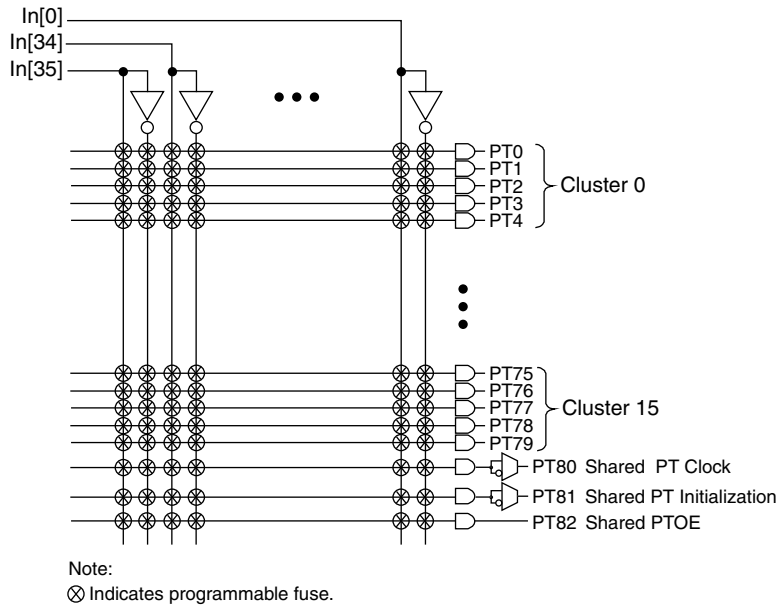 In[0]
In[34]
In[35]
PT0
PT1
PT2
PT3
PT4
Cluster 0
PT75
PT76
PT77
PT78
PT79
Cluster 15
PT80 Shared PT Clock
PT81 Shared PT Initialization
PT82 Shared PTOE
Note:
Indicates programmable fuse.